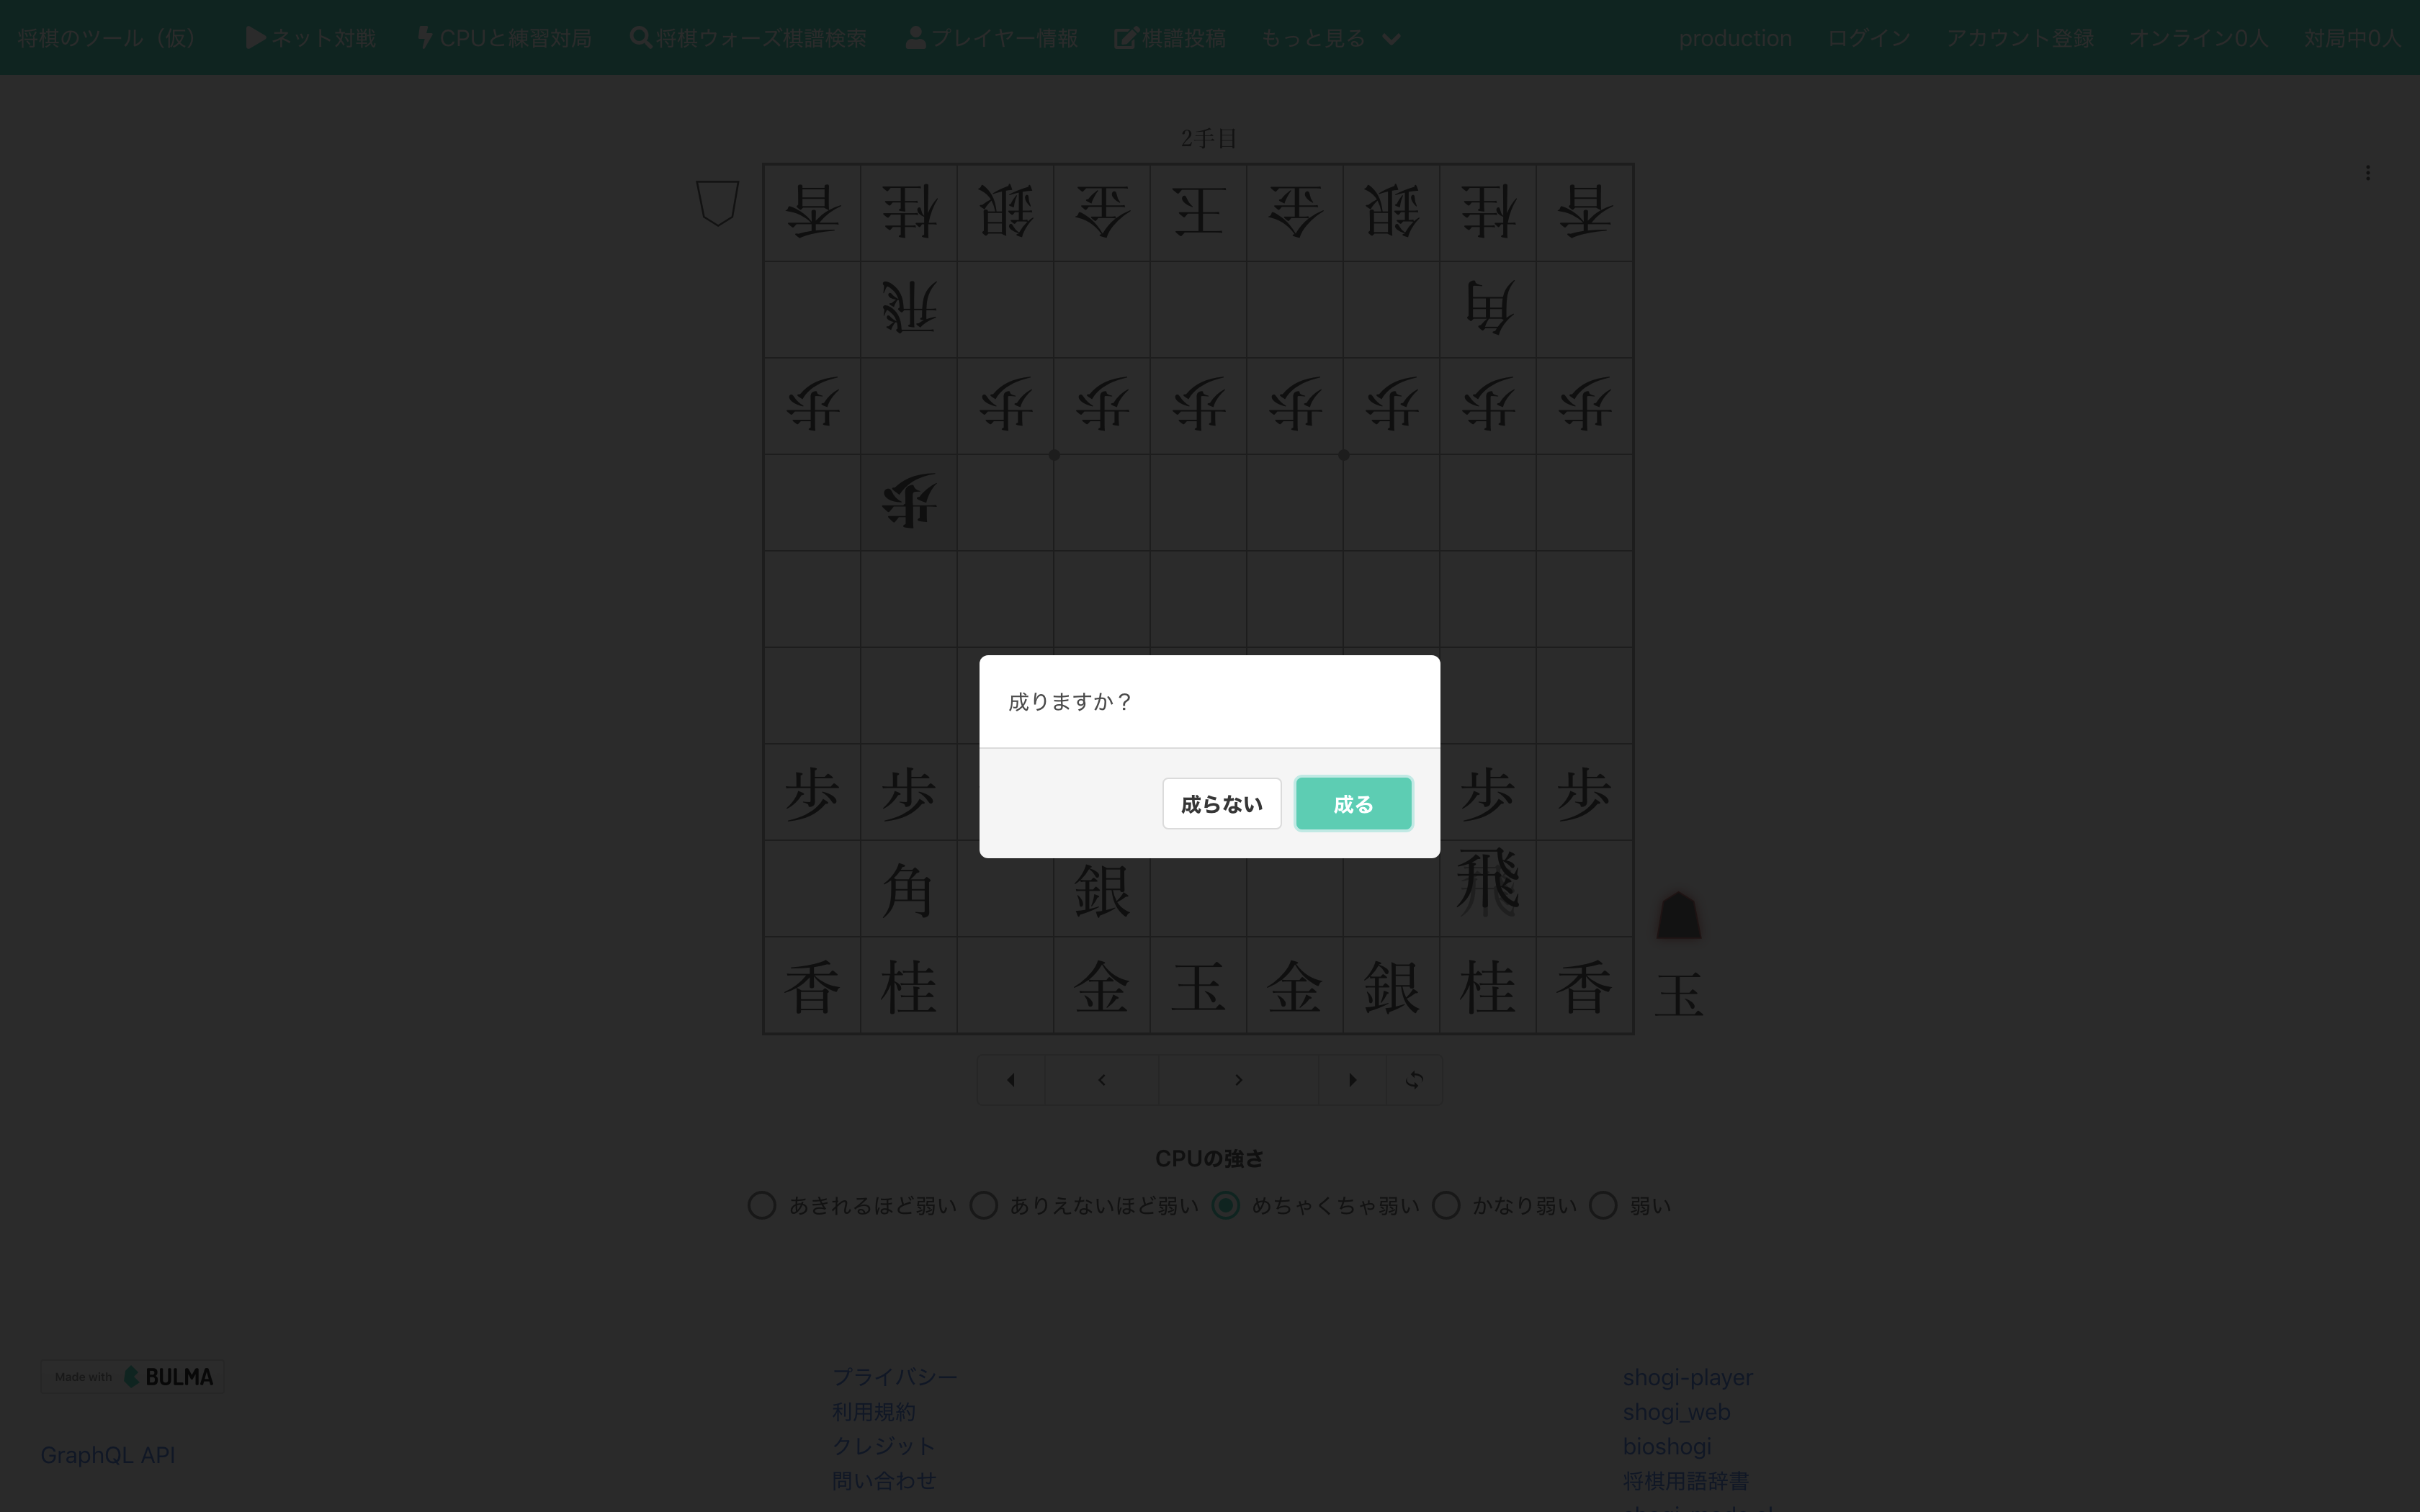 将棋のツール（仮） ネット対戦 CPUと練習対局 将棋ウォーズ棋譜検索 プレイヤー情報 棋譜投稿 もっと見る production ログイン アカウント登録 オンライン0人 対局中0人
2手目
香 桂 銀 金 玉 金 銀 桂 香
飛 角
歩 歩 歩 歩 歩 歩 歩 歩
歩
成りますか？
成らない 成る
歩 歩 歩 歩
角 銀 飛
香 桂 金 玉 金 銀 桂 香 玉
CPUの強さ
あきれるほど弱い ありえないほど弱い めちゃくちゃ弱い かなり弱い 弱い
Made with BULMA
GraphQL API
プライバシー
利用規約
クレジット
問い合わせ
shogi-player
shogi_web
bioshogi
将棋用語辞書